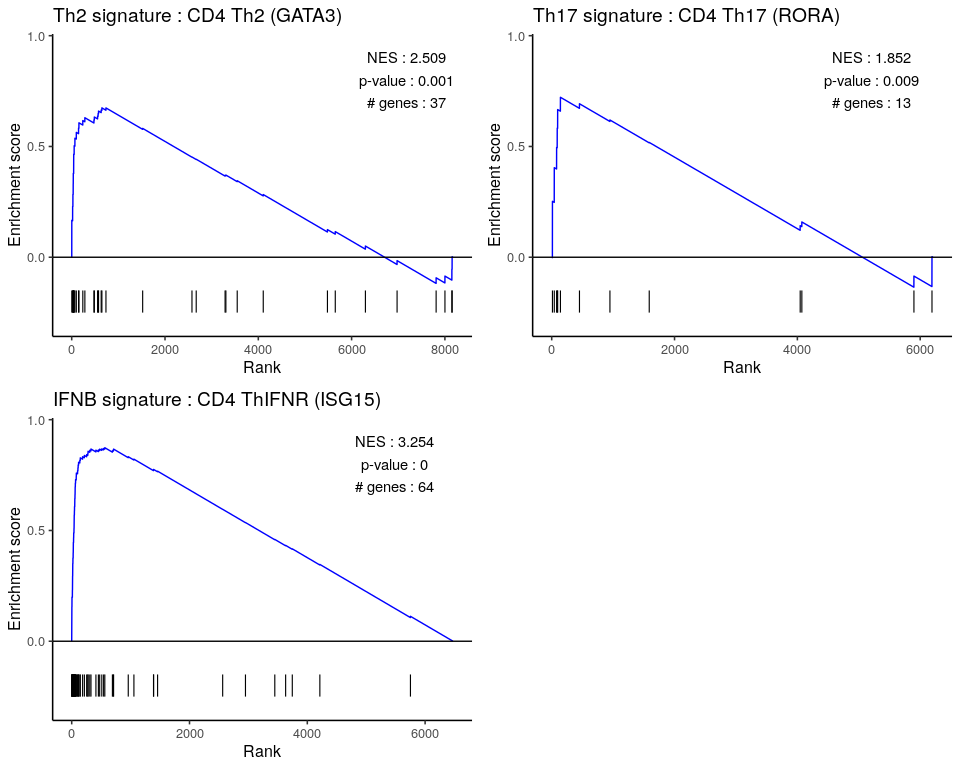 Th2 signature : CD4 Th2 (GATA3)
1.0
0.5
0.0
Enrichment score
NES : 2.509
p-value : 0.001
# genes : 37
0 2000 4000 6000 8000
Rank
Th17 signature : CD4 Th17 (RORA)
1.0
0.5
0.0
Enrichment score
NES : 1.852
p-value : 0.009
# genes : 13
0 2000 4000 6000
Rank
IFNB signature : CD4 ThIFNR (ISG15)
1.0
0.5
0.0
Enrichment score
NES : 3.254
p-value : 0
# genes : 64
0 2000 4000 6000
Rank